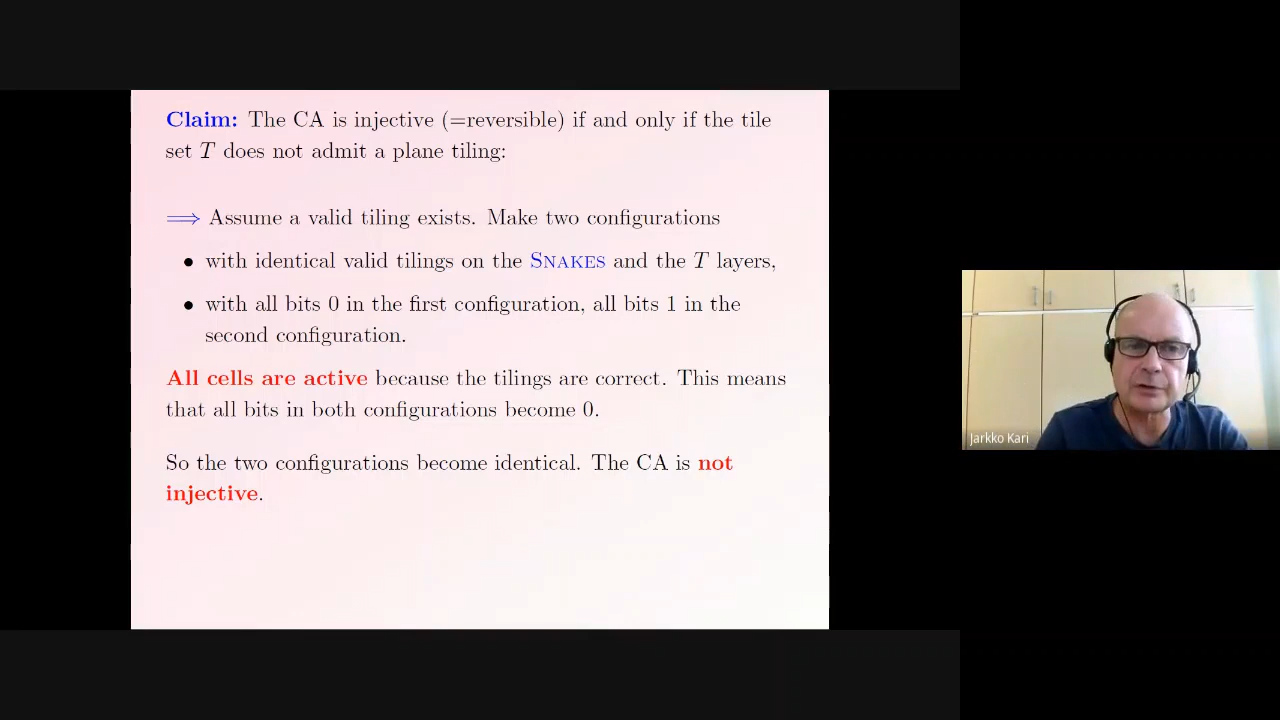 Claim: The CA is injective (=reversible) if and only if the tile
set T does not admit a plane tiling:
⟹ Assume a valid tiling exists. Make two configurations
• with identical valid tilings on the SNAKES and the T layers,
• with all bits 0 in the first configuration, all bits 1 in the
second configuration.
All cells are active because the tilings are correct. This means
that all bits in both configurations become 0.
So the two configurations become identical. The CA is not
injective.
Jarkko Kari